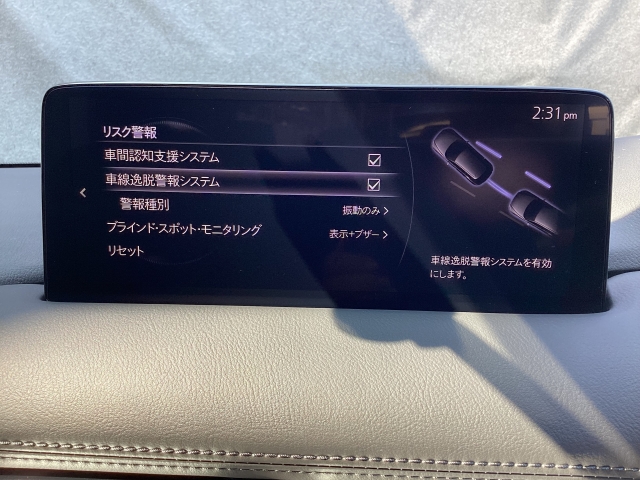 2:31 pm
リスク警報
車間認知支援システム
車線逸脱警報システム
警報種別 振動のみ
ブラインド・スポット・モニタリング 表示+ブザー
リセット
車線逸脱警報システムを有効
にします。